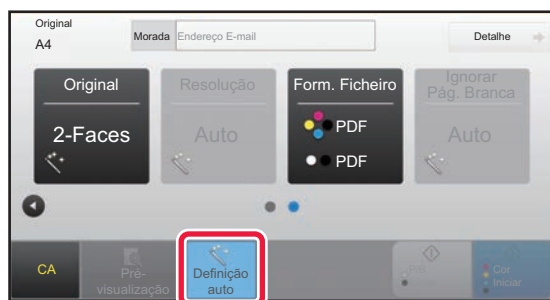 Original
A4
Morada
Endereço E-mail
Detalhe
Original
2-Faces
Resolução
Auto
Form. Ficheiro
PDF
PDF
Ignorar
Pág. Branca
Auto
CA
Pré-
visualização
Definição
auto
P/B
Iniciar
Cor
Iniciar